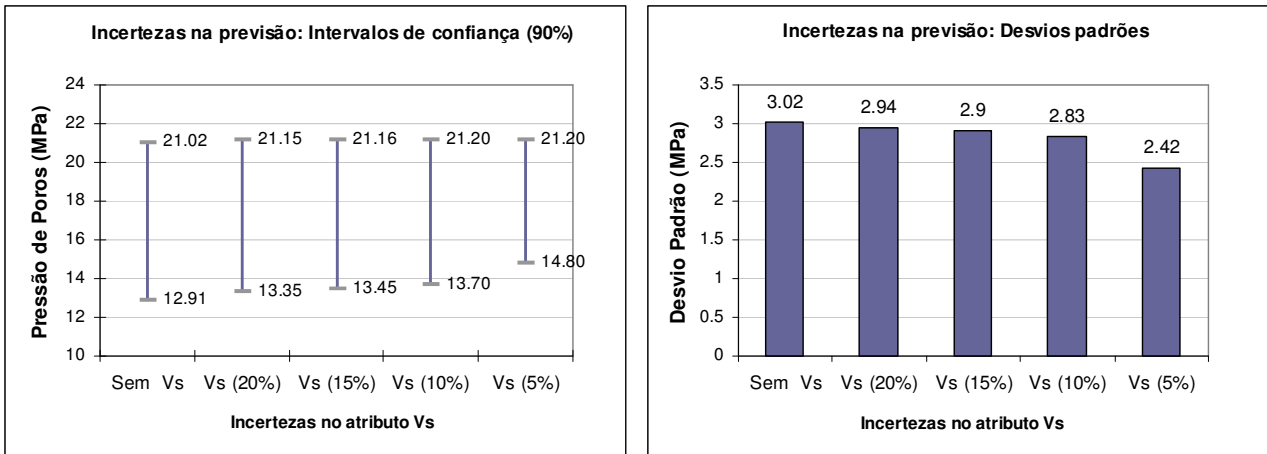 Incertezas na previsão: Intervalos de confiança (90%)
Pressão de Poros (MPa)
24
22
20
18
16
14
12
10
21.02
21.15
21.16
21.20
21.20
12.91
13.35
13.45
13.70
14.80
Sem Vs
Vs (20%)
Vs (15%)
Vs (10%)
Vs (5%)
Incertezas no atributo Vs
Incertezas na previsão: Desvios padrões
Desvio Padrão (MPa)
3.5
3
2.5
2
1.5
1
0.5
0
3.02
2.94
2.9
2.83
2.42
Sem Vs
Vs (20%)
Vs (15%)
Vs (10%)
Vs (5%)
Incertezas no atributo Vs